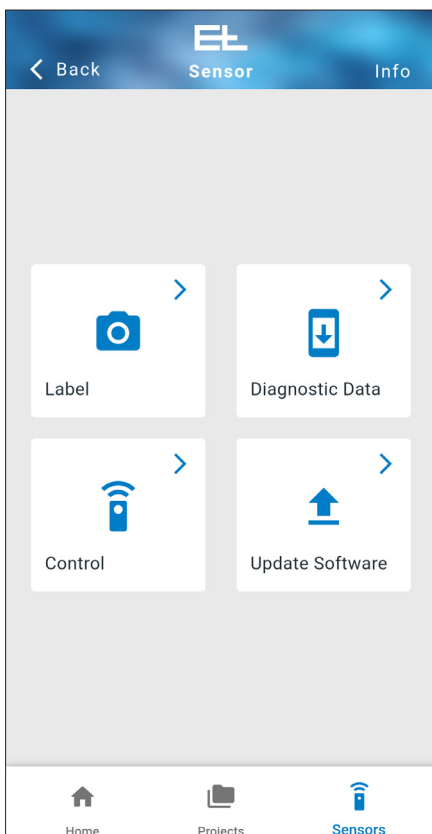 Back
Sensor
Info
Label
Diagnostic Data
Control
Update Software
Home
Projects
Sensors